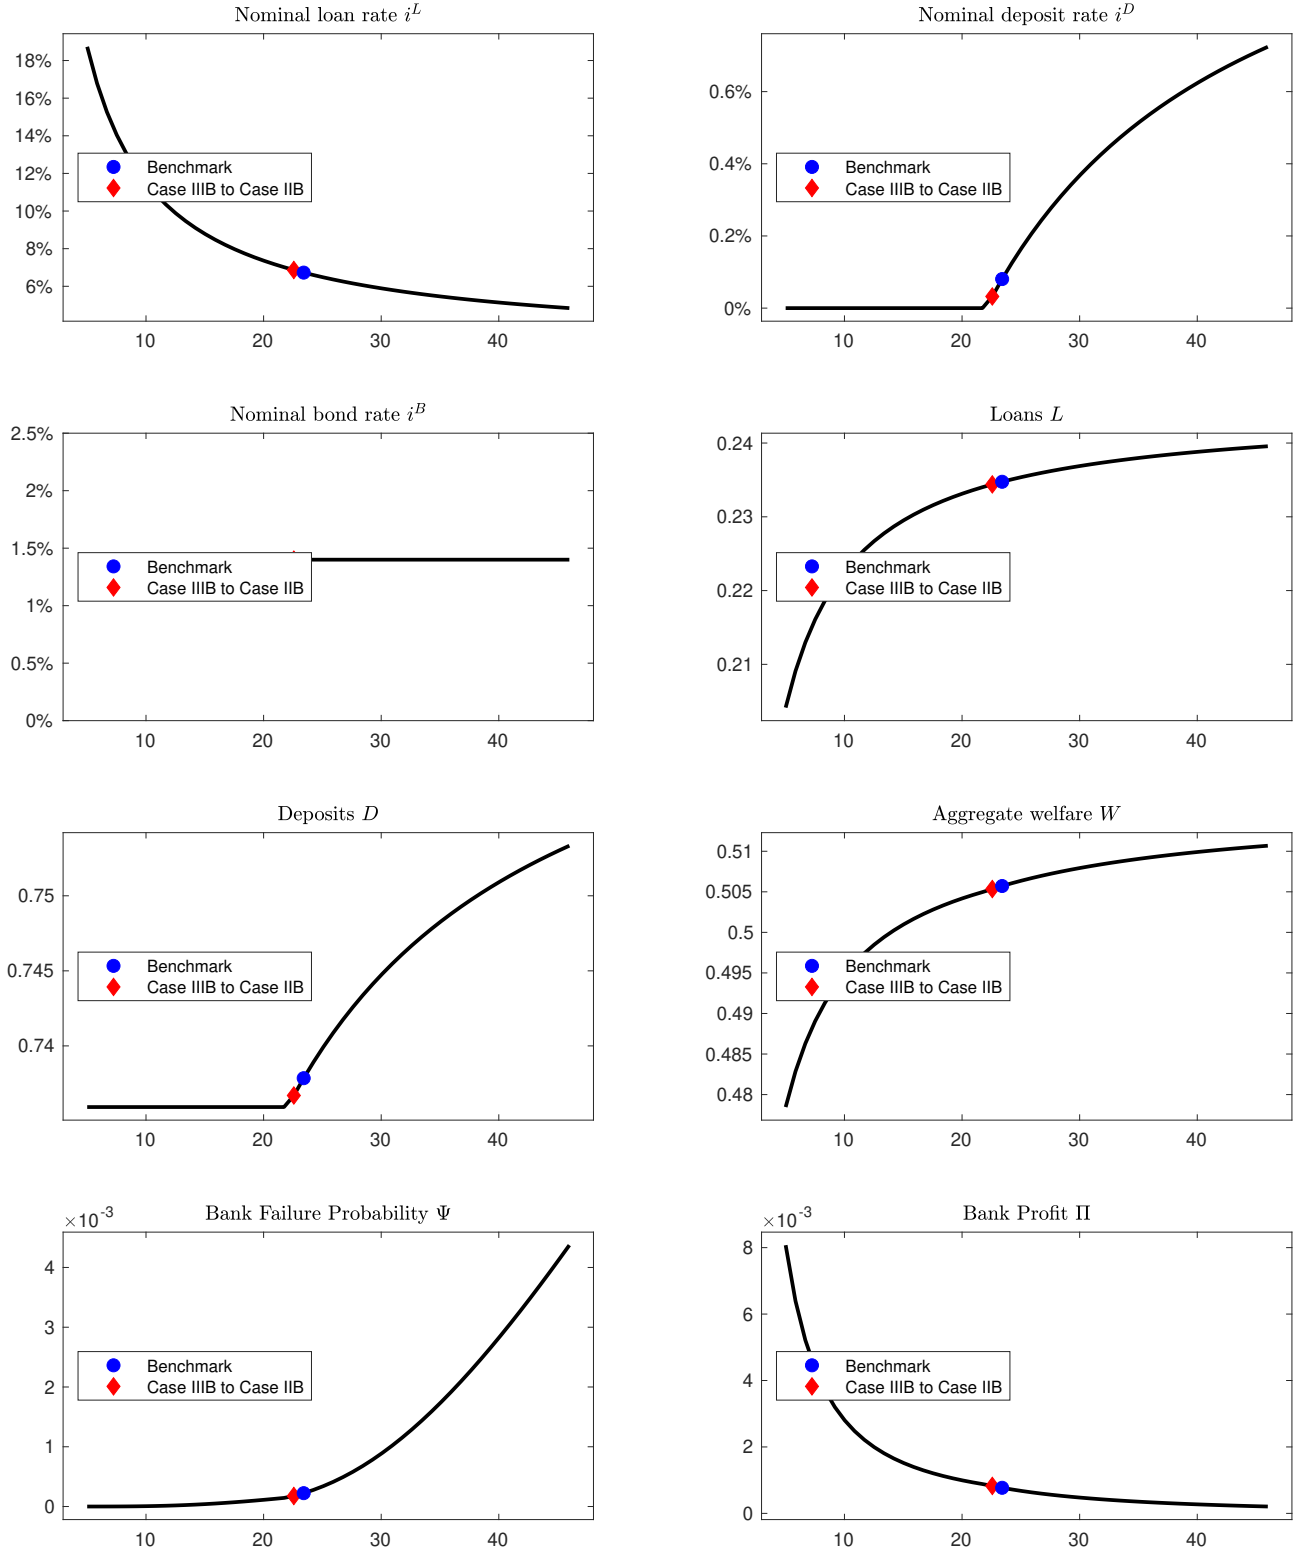 Nominal loan rate i^L
18%
16%
14%
12%
10%
8%
6%
Benchmark
Case IIIB to Case IIB
10 20 30 40
Nominal deposit rate i^D
0.6%
0.4%
0.2%
0%
Benchmark
Case IIIB to Case IIB
10 20 30 40
Nominal bond rate i^B
2.5%
2%
1.5%
1%
0.5%
0%
Benchmark
Case IIIB to Case IIB
10 20 30 40
Loans L
0.24
0.23
0.22
0.21
Benchmark
Case IIIB to Case IIB
10 20 30 40
Deposits D
0.75
0.745
0.74
Benchmark
Case IIIB to Case IIB
10 20 30 40
Aggregate welfare W
0.51
0.505
0.5
0.495
0.49
0.485
0.48
Benchmark
Case IIIB to Case IIB
10 20 30 40
Bank Failure Probability Ψ
×10^-3
4
3
2
1
0
Benchmark
Case IIIB to Case IIB
10 20 30 40
Bank Profit Π
×10^-3
8
6
4
2
0
Benchmark
Case IIIB to Case IIB
10 20 30 40